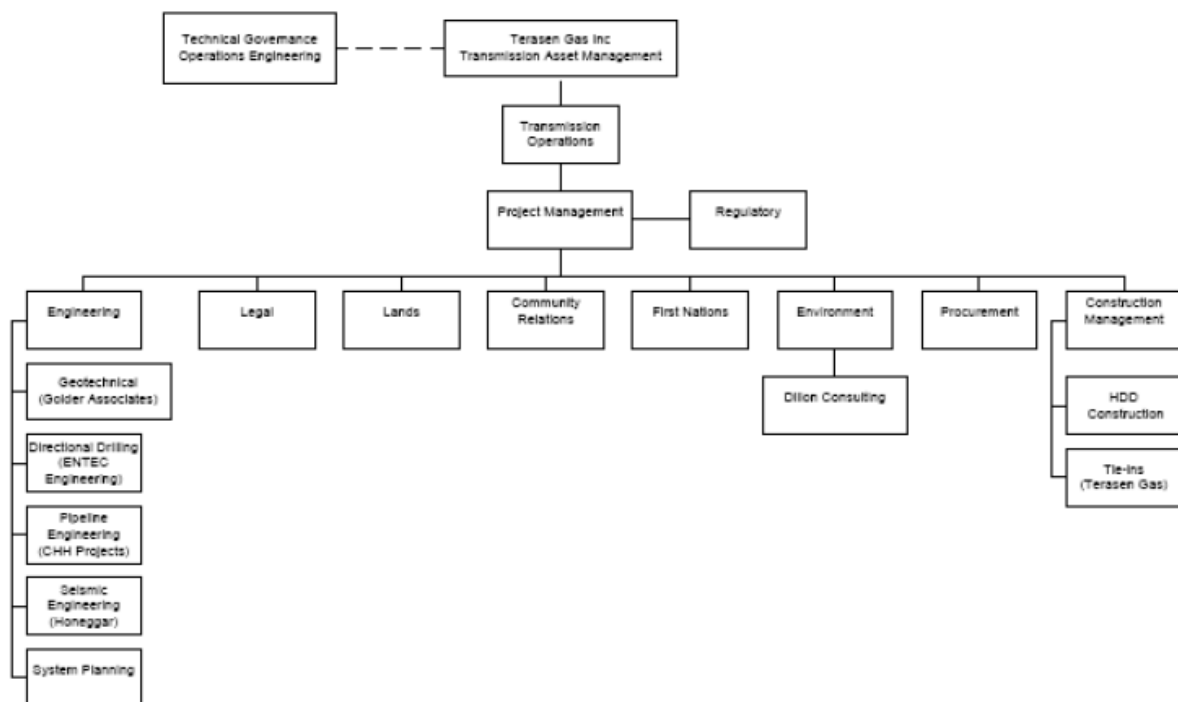 Technical Governance
Operations Engineering
Terasen Gas Inc
Transmission Asset Management
Transmission
Operations
Project Management
Regulatory
Engineering
Legal
Lands
Community
Relations
First Nations
Environment
Procurement
Construction
Management
Geotechnical
(Golder Associates)
Dillon Consulting
HDD
Construction
Directional Drilling
(ENTEC
Engineering)
Tie-Ins
(Terasen Gas)
Pipeline
Engineering
(CHH Projects)
Seismic
Engineering
(Honeggar)
System Planning